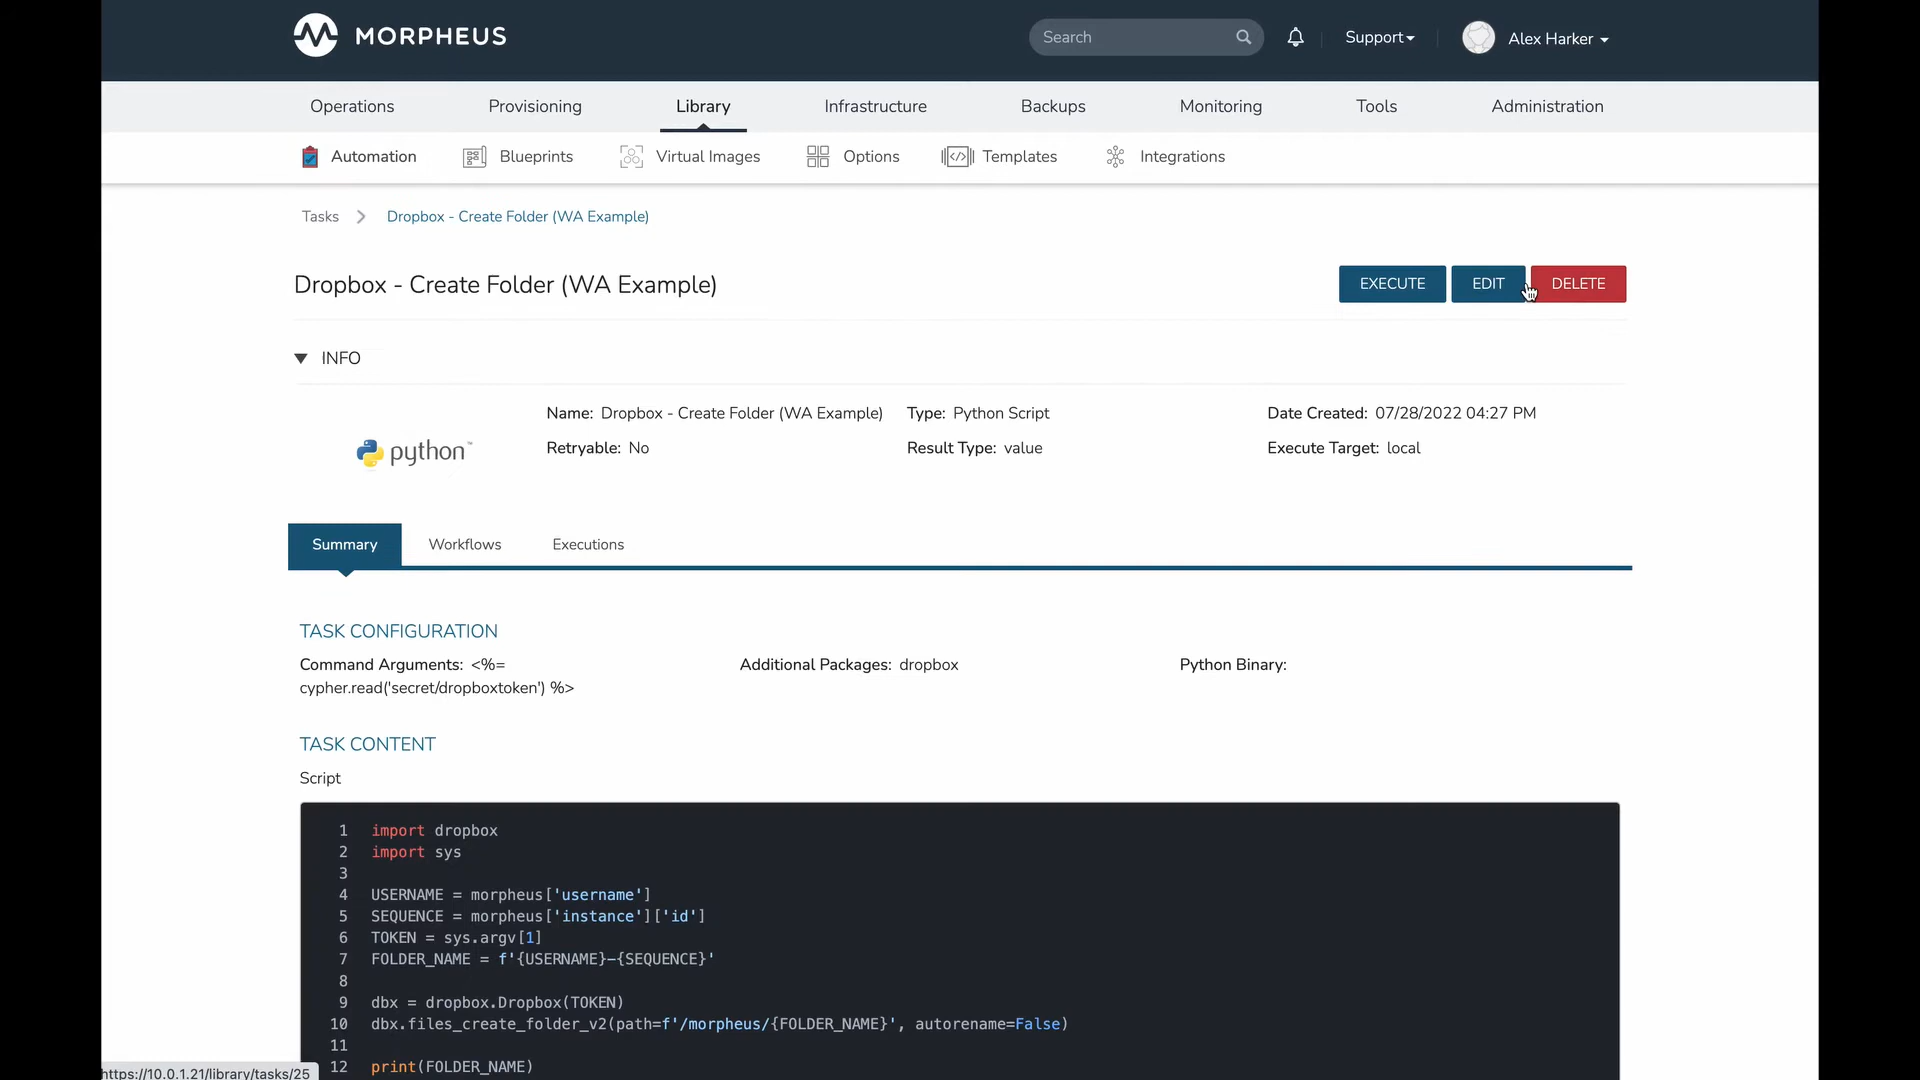 MORPHEUS
Search
Support
Alex Harker
Operations
Provisioning
Library
Infrastructure
Backups
Monitoring
Tools
Administration
Automation
Blueprints
Virtual Images
Options
Templates
Integrations
Tasks
Dropbox - Create Folder (WA Example)
Dropbox - Create Folder (WA Example)
EXECUTE
EDIT
DELETE
INFO
python™
Name: Dropbox - Create Folder (WA Example)
Type: Python Script
Date Created: 07/28/2022 04:27 PM
Retryable: No
Result Type: value
Execute Target: local
Summary
Workflows
Executions
TASK CONFIGURATION
Command Arguments: <%=
cypher.read('secret/dropboxtoken') %>
Additional Packages: dropbox
Python Binary:
TASK CONTENT
Script
1 import dropbox
2 import sys
3
4 USERNAME = morpheus['username']
5 SEQUENCE = morpheus['instance']['id']
6 TOKEN = sys.argv[1]
7 FOLDER_NAME = f'{USERNAME}-{SEQUENCE}'
8
9 dbx = dropbox.Dropbox(TOKEN)
10 dbx.files_create_folder_v2(path=f'/morpheus/{FOLDER_NAME}', autorename=False)
11
12 print(FOLDER_NAME)
https://10.0.1.21/library/tasks/25